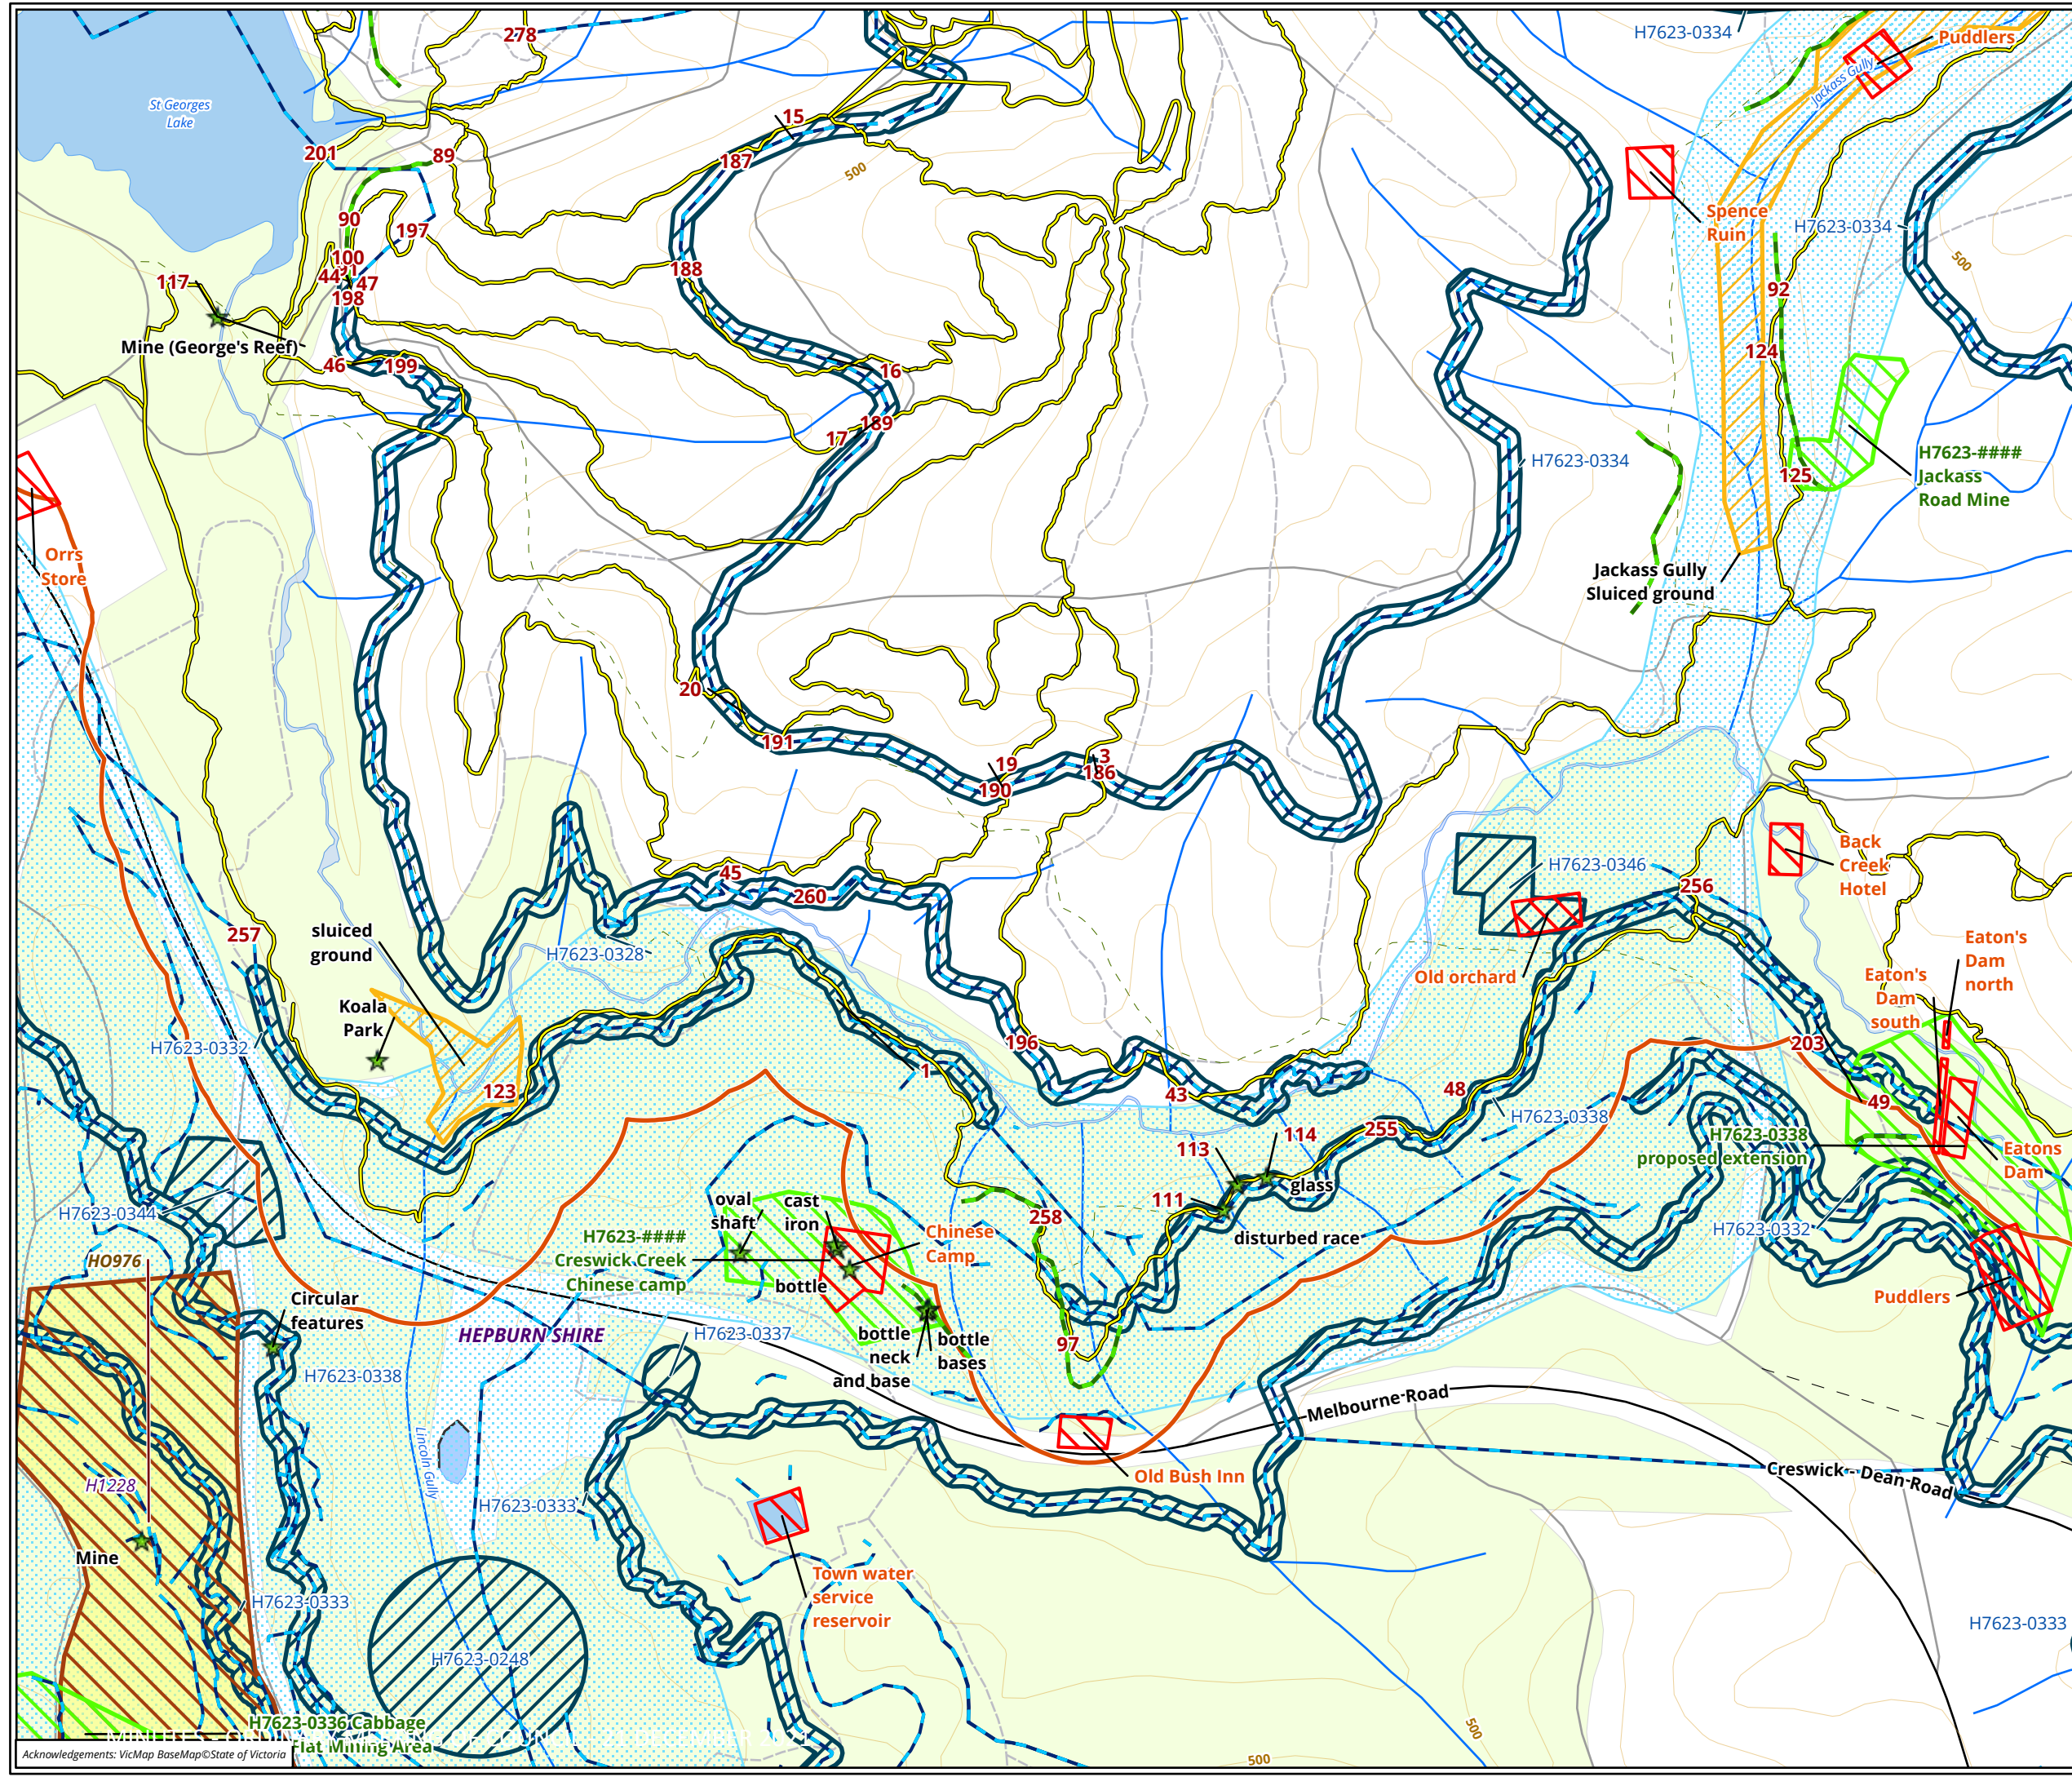 278
H7623-0334
Puddlers
Jackass Gully
St Georges
Lake
15
201
89
187
500
90
197
Spence
Ruin
H7623-0334
500
100
91
44
47
198
117
188
92
Mine (George's Reef)
46
199
16
124
189
17
H7623-0334
H7623-####
Jackass
Road Mine
125
Orrs
Store
Jackass Gully
Sluiced ground
20
191
3
19
186
190
Back
Creek
Hotel
H7623-0346
45
260
256
257
sluiced
ground
H7623-0328
Old orchard
Eaton's
Dam
north
Eaton's
Dam
south
Koala
Park
H7623-0332
196
203
1
123
43
48
49
H7623-0338
255
114
113
H7623-0338
proposed extension
Eatons
Dam
glass
111
oval
shaft
cast
iron
258
H7623-0344
H7623-0332
disturbed race
Chinese
Camp
H7623-####
Creswick Creek
Chinese camp
HO976
bottle
Puddlers
Circular
features
HEPBURN SHIRE
H7623-0337
bottle
neck
and base
bottle
bases
97
H7623-0338
Melbourne Road
Lincoln Gully
Creswick - Dean Road
Old Bush Inn
H1228
H7623-0333
Mine
Town water
service
reservoir
H7623-0333
H7623-0333
H7623-0248
H7623-0336 Cabbage
Flat Mining Area
500
500
Acknowledgements: VicMap BaseMap©State of Victoria